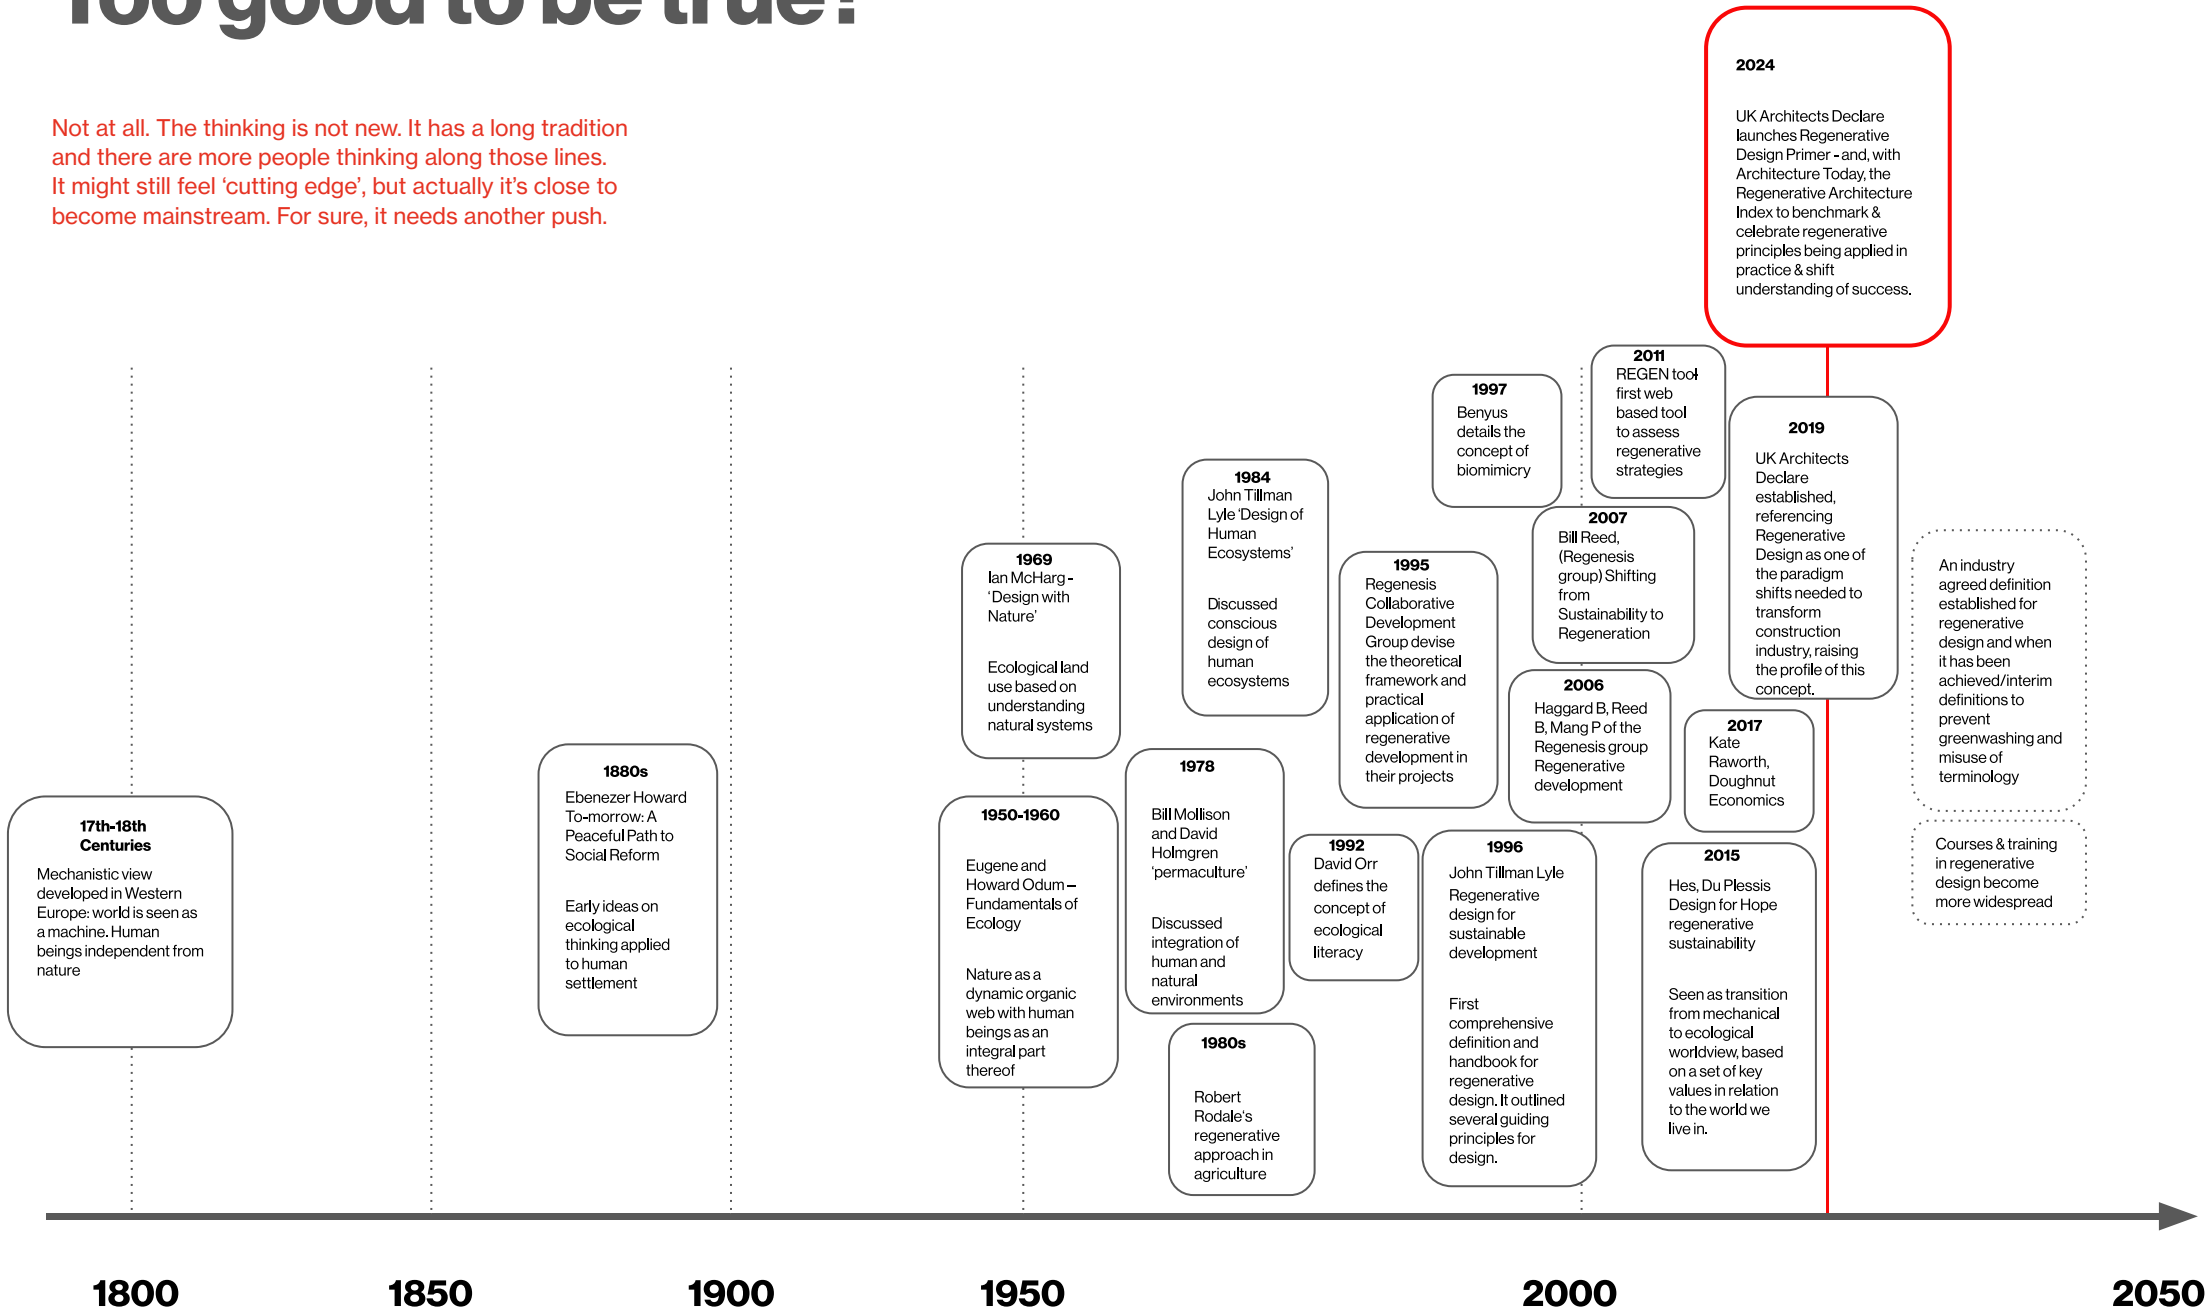 Too good to be true?
Not at all. The thinking is not new. It has a long tradition
and there are more people thinking along those lines.
It might still feel ‘cutting edge’, but actually it’s close to
become mainstream. For sure, it needs another push.
2024
UK Architects Declare
launches Regenerative
Design Primer - and, with
Architecture Today, the
Regenerative Architecture
Index to benchmark &
celebrate regenerative
principles being applied in
practice & shift
understanding of success.
17th-18th
Centuries
Mechanistic view
developed in Western
Europe: world is seen as
a machine. Human
beings independent from
nature
1880s
Ebenezer Howard
To-morrow: A
Peaceful Path to
Social Reform
Early ideas on
ecological
thinking applied
to human
settlement
1969
Ian McHarg -
‘Design with
Nature’
Ecological land
use based on
understanding
natural systems
1950-1960
Eugene and
Howard Odum –
Fundamentals of
Ecology
Nature as a
dynamic organic
web with human
beings as an
integral part
thereof
1984
John Tillman
Lyle ‘Design of
Human
Ecosystems’
Discussed
conscious
design of
human
ecosystems
1978
Bill Mollison
and David
Holmgren
‘permaculture’
Discussed
integration of
human and
natural
environments
1980s
Robert
Rodale‘s
regenerative
approach in
agriculture
1995
Regenesis
Collaborative
Development
Group devise
the theoretical
framework and
practical
application of
regenerative
development in
their projects
1992
David Orr
defines the
concept of
ecological
literacy
1997
Benyus
details the
concept of
biomimicry
2011
REGEN tool
first web
based tool
to assess
regenerative
strategies
2007
Bill Reed,
(Regenesis
group) Shifting
from
Sustainability to
Regeneration
2006
Haggard B, Reed
B, Mang P of the
Regenesis group
Regenerative
development
1996
John Tillman Lyle
Regenerative
design for
sustainable
development
First
comprehensive
definition and
handbook for
regenerative
design. It outlined
several guiding
principles for
design.
2019
UK Architects
Declare
established,
referencing
Regenerative
Design as one of
the paradigm
shifts needed to
transform
construction
industry, raising
the profile of this
concept.
2017
Kate
Raworth,
Doughnut
Economics
2015
Hes, Du Plessis
Design for Hope
regenerative
sustainability
Seen as transition
from mechanical
to ecological
worldview, based
on a set of key
values in relation
to the world we
live in.
An industry
agreed definition
established for
regenerative
design and when
it has been
achieved/interim
definitions to
prevent
greenwashing and
misuse of
terminology
Courses & training
in regenerative
design become
more widespread
1800
1850
1900
1950
2000
2050